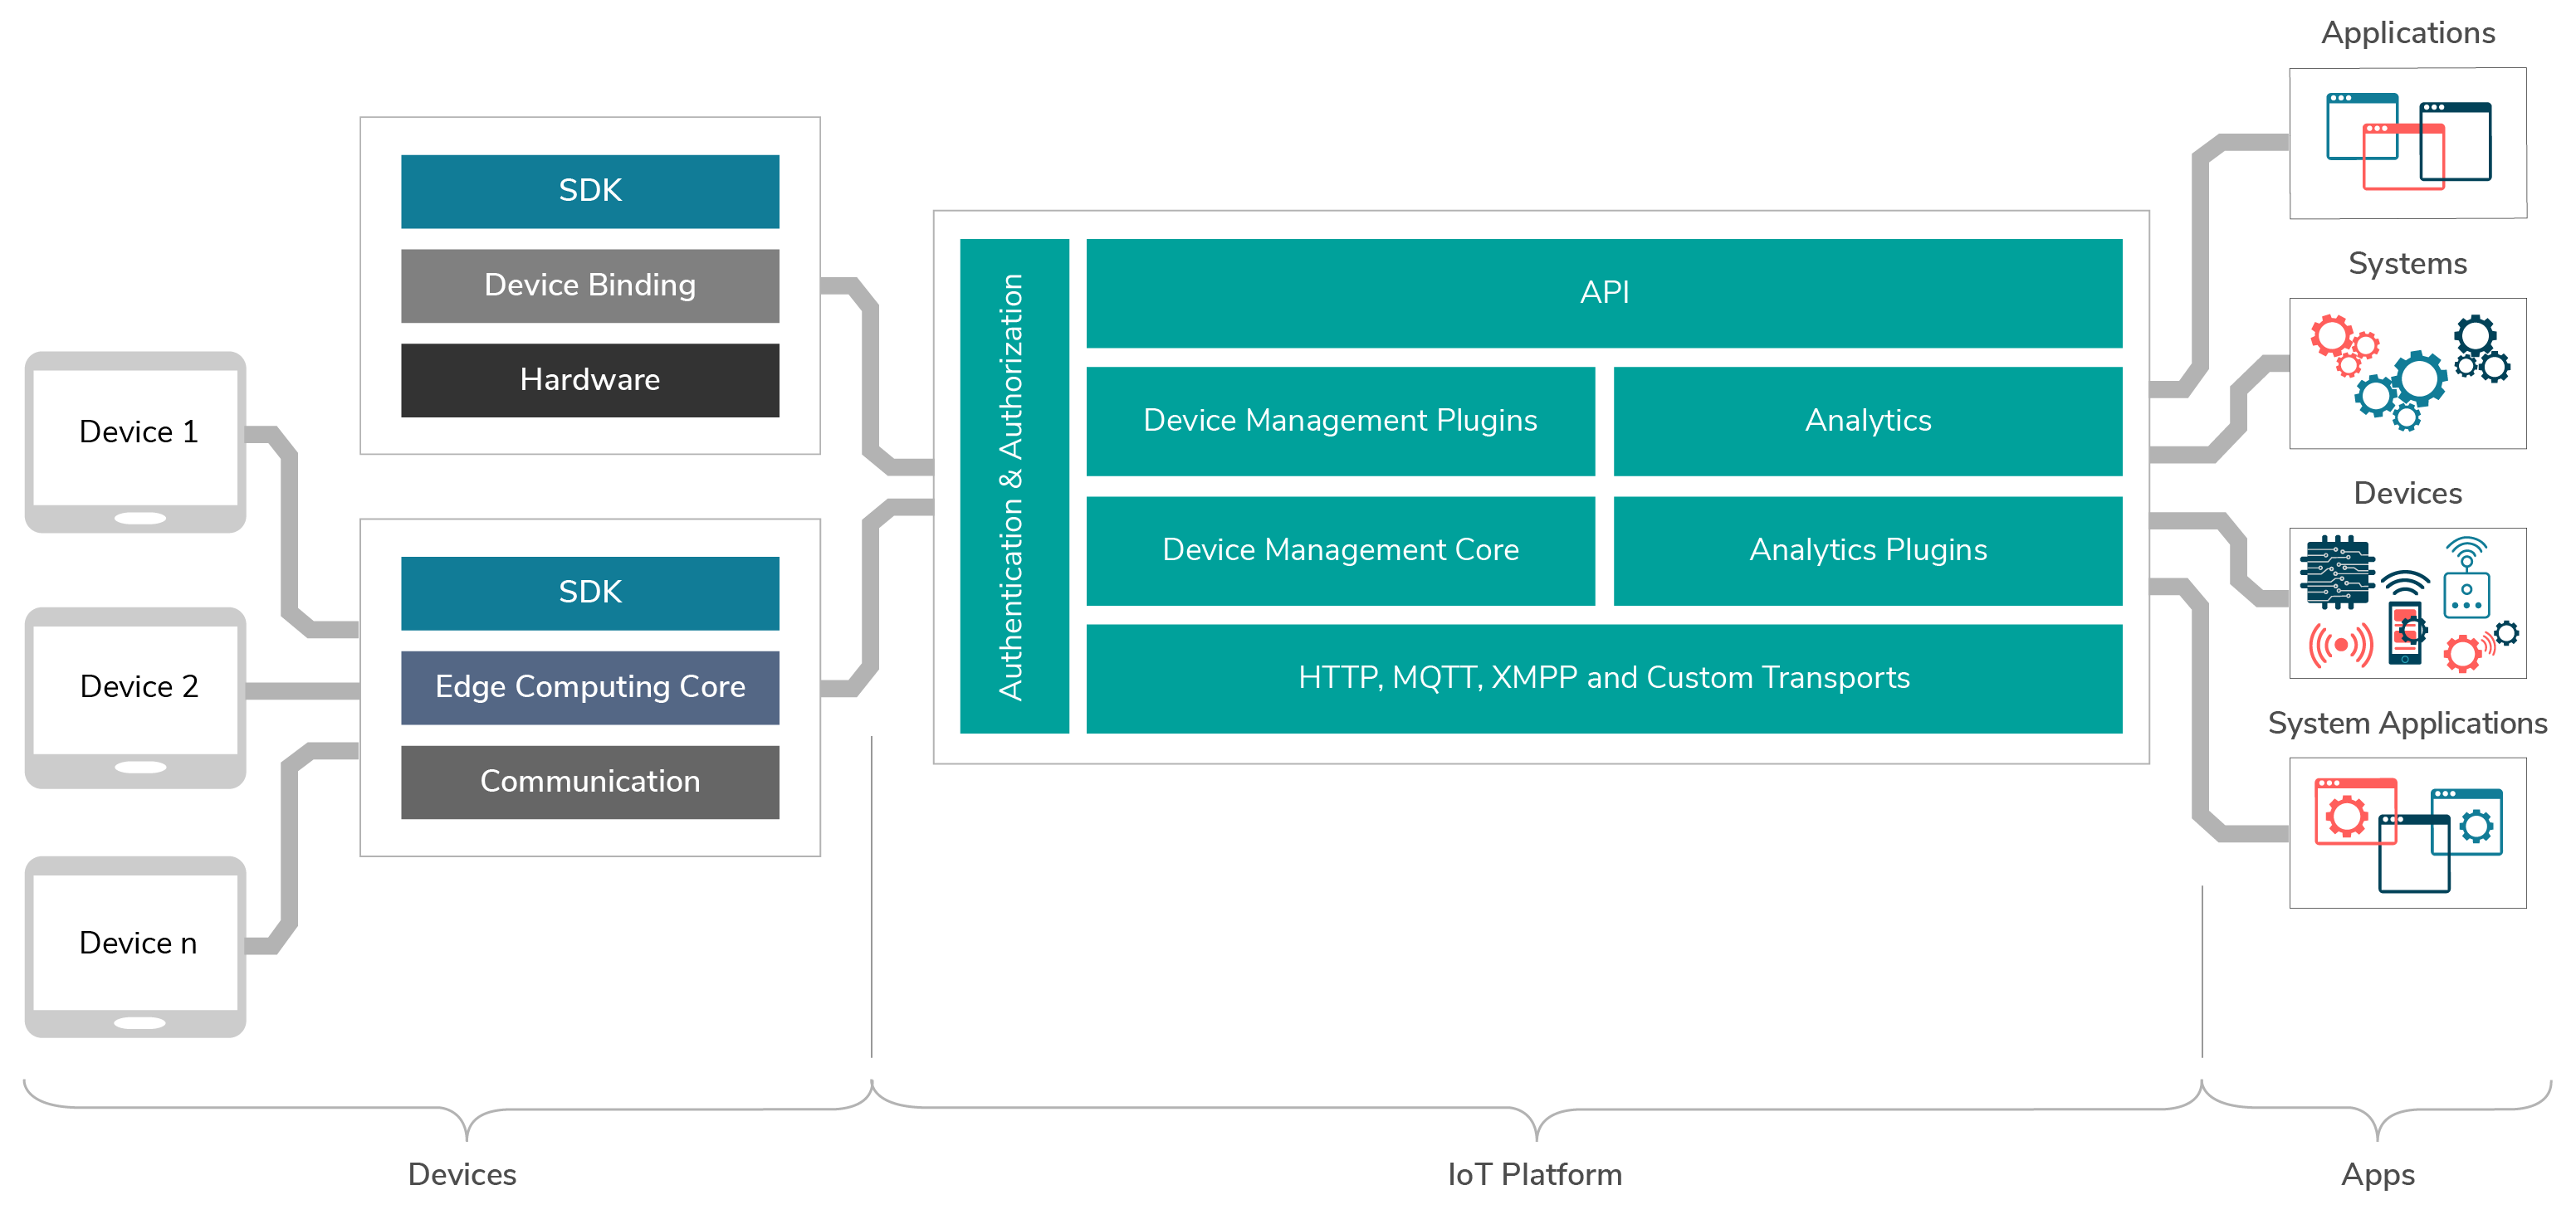 Applications
SDK
Device Binding
Hardware
Systems
Authentication & Authorization
API
Device Management Plugins
Analytics
Device 1
Devices
Device Management Core
Analytics Plugins
SDK
Edge Computing Core
Communication
HTTP, MQTT, XMPP and Custom Transports
Device 2
System Applications
Device n
Devices
IoT Platform
Apps